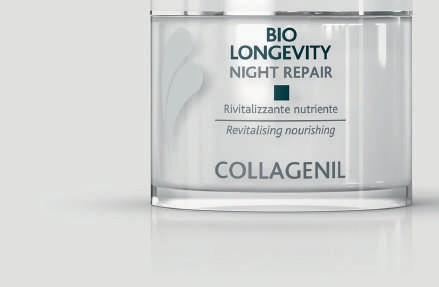 BIO
LONGEVITY
NIGHT REPAIR
Rivitalizzante nutriente
Revitalising nourishing
COLLAGENIL